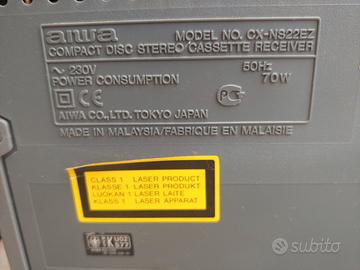 aiwa
MODEL NO. CX-NS22EZ
COMPACT DISC STEREO CASSETTE RECEIVER
~ 230V 50Hz
POWER CONSUMPTION 70W
CE
AIWA CO., LTD. TOKYO JAPAN
MADE IN MALAYSIA/FABRIQUE EN MALAISIE
CLASS 1 LASER PRODUCT
KLASSE 1 LASER PRODUKT
LUOKAN 1 LASER LAITE
KLASS 1 LASER APPARAT
K U02
577
subito